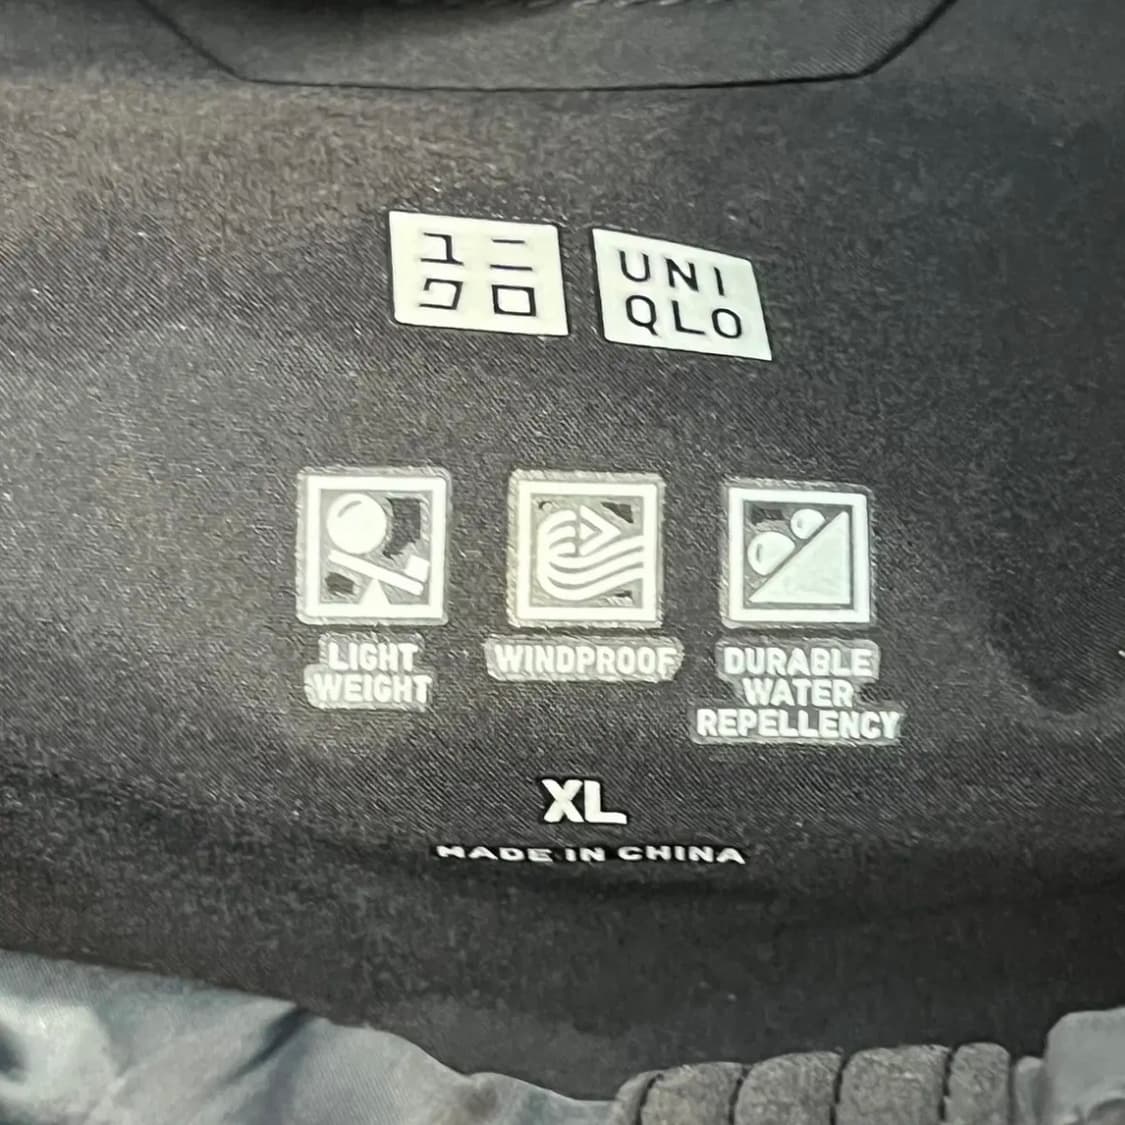 ユニ
クロ
UNI
QLO
LIGHT
WEIGHT
WINDPROOF
DURABLE
WATER
REPELLENCY
XL
MADE IN CHINA